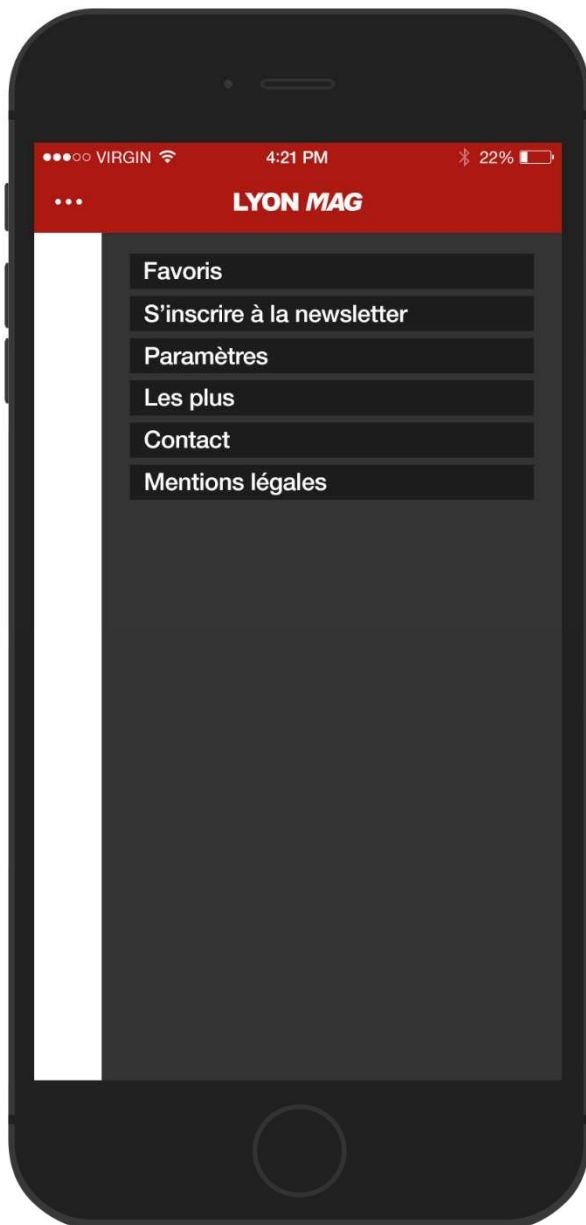 VIRGIN 4:21 PM 22%
LYON MAG
Favoris
S’inscrire à la newsletter
Paramètres
Les plus
Contact
Mentions légales